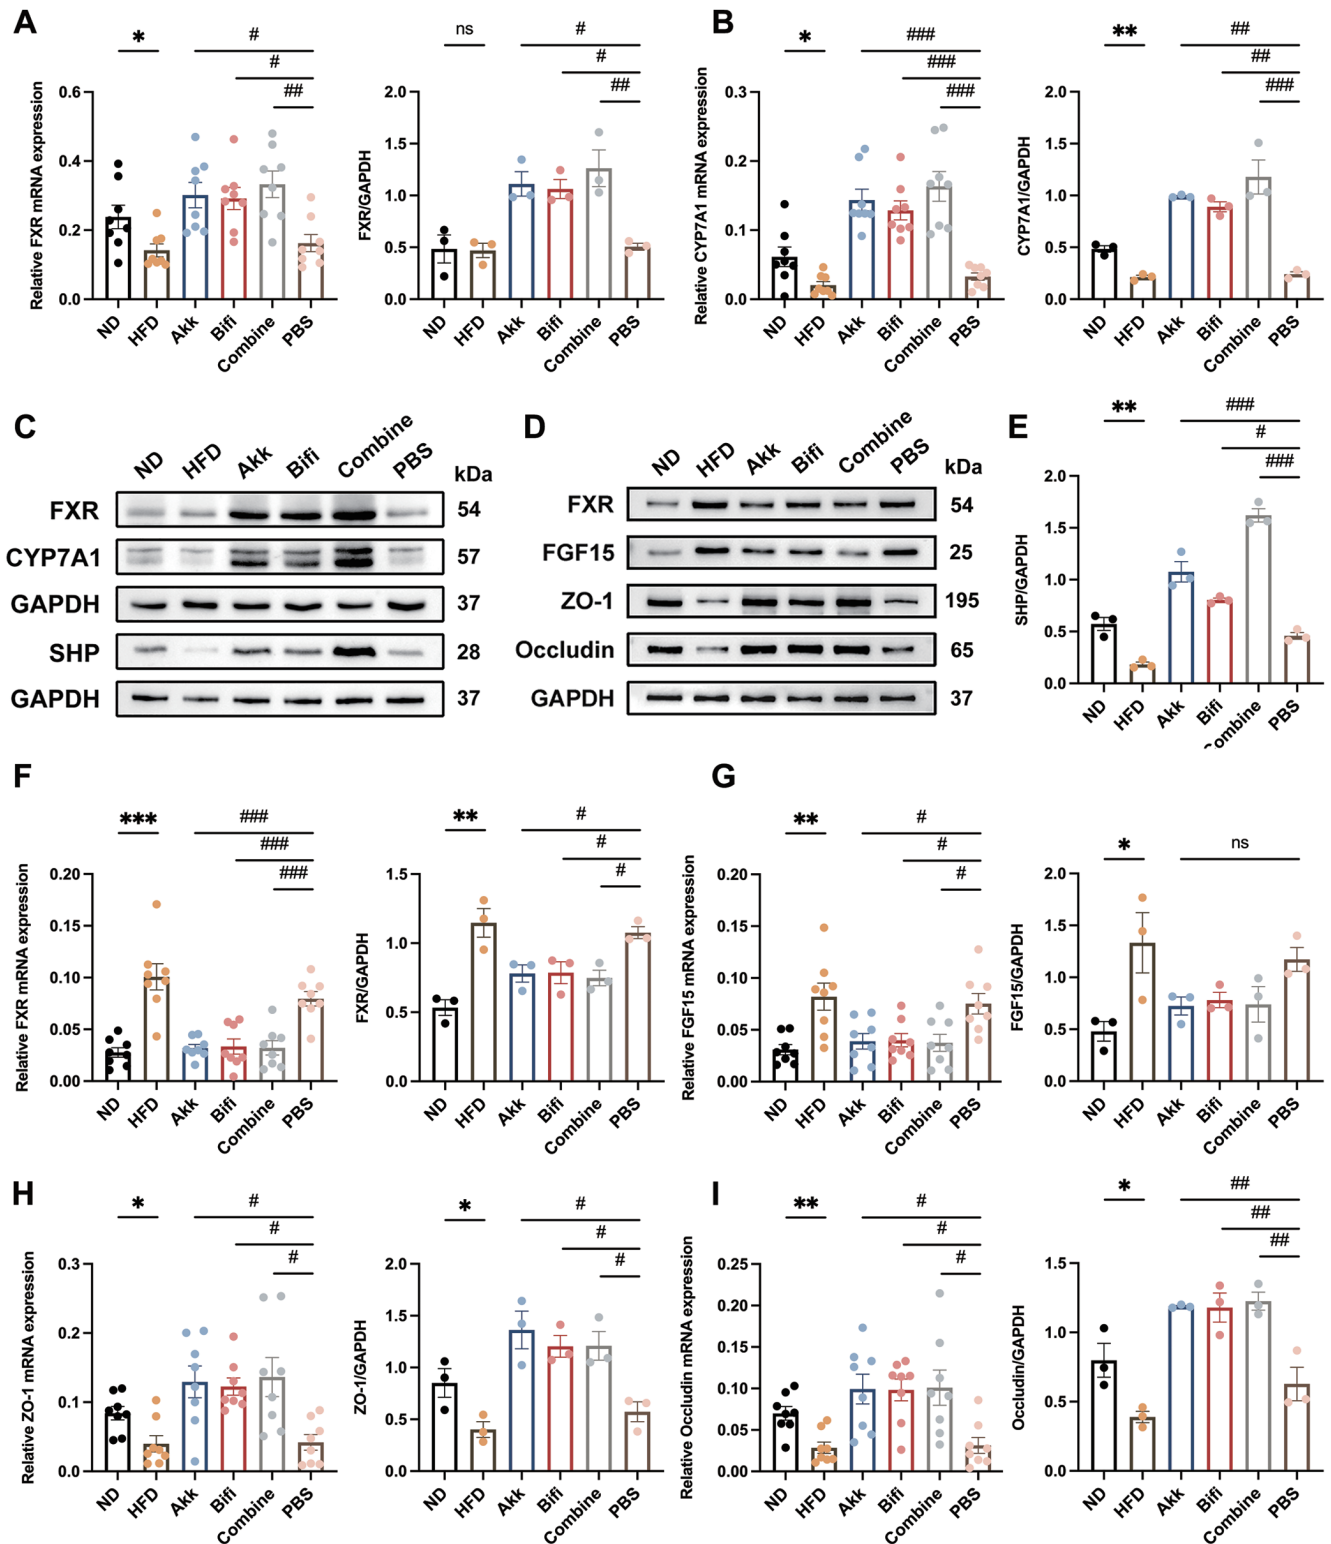 A
*
#
#
##
Relative FXR mRNA expression
0.6
0.4
0.2
0.0
ND
HFD
Akk
Bifi
Combine
PBS
ns
#
#
##
FXR/GAPDH
2.0
1.5
1.0
0.5
0.0
ND
HFD
Akk
Bifi
Combine
PBS
B
*
###
###
###
Relative CYP7A1 mRNA expression
0.3
0.2
0.1
0.0
ND
HFD
Akk
Bifi
Combine
PBS
**
##
##
###
CYP7A1/GAPDH
2.0
1.5
1.0
0.5
0.0
ND
HFD
Akk
Bifi
Combine
PBS
C
ND HFD Akk Bifi Combine PBS kDa
FXR 54
CYP7A1 57
GAPDH 37
SHP 28
GAPDH 37
D
ND HFD Akk Bifi Combine PBS kDa
FXR 54
FGF15 25
ZO-1 195
Occludin 65
GAPDH 37
E
**
###
#
###
SHP/GAPDH
2.0
1.5
1.0
0.5
0.0
ND
HFD
Akk
Bifi
ombine
PBS
F
***
###
###
###
Relative FXR mRNA expression
0.20
0.15
0.10
0.05
0.00
ND
HFD
Akk
Bifi
Combine
PBS
**
#
#
#
FXR/GAPDH
1.5
1.0
0.5
0.0
ND
HFD
Akk
Bifi
Combine
PBS
G
**
#
#
#
Relative FGF15 mRNA expression
0.20
0.15
0.10
0.05
0.00
ND
HFD
Akk
Bifi
Combine
PBS
*
ns
FGF15/GAPDH
2.0
1.5
1.0
0.5
0.0
ND
HFD
Akk
Bifi
Combine
PBS
H
*
#
#
#
Relative ZO-1 mRNA expression
0.3
0.2
0.1
0.0
ND
HFD
Akk
Bifi
Combine
PBS
*
#
#
#
ZO-1/GAPDH
2.0
1.5
1.0
0.5
0.0
ND
HFD
Akk
Bifi
Combine
PBS
I
**
#
#
#
Relative Occludin mRNA expression
0.25
0.20
0.15
0.10
0.05
0.00
ND
HFD
Akk
Bifi
Combine
PBS
*
##
##
##
Occludin/GAPDH
1.5
1.0
0.5
0.0
ND
HFD
Akk
Bifi
Combine
PBS